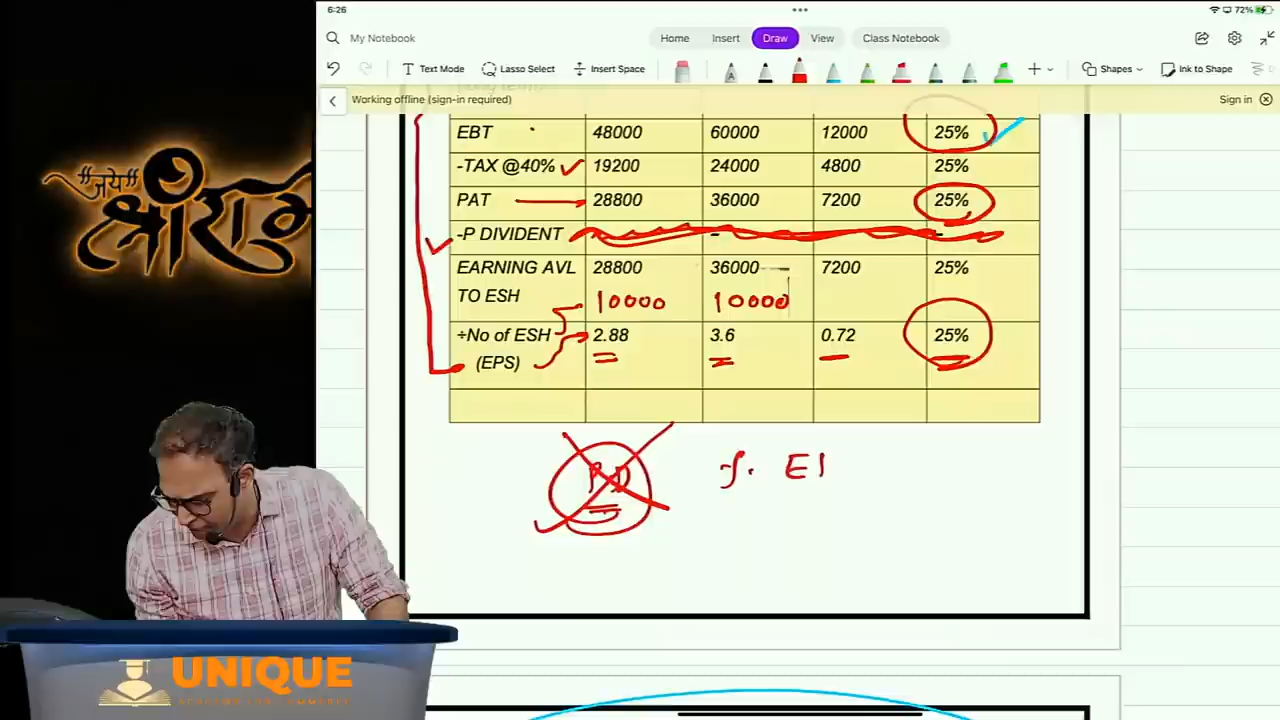 6:26
72%
My Notebook
Home Insert Draw View Class Notebook
Text Mode Lasso Select Insert Space Shapes Ink to Shape
Working offline (sign-in required) Sign in
EBT 48000 60000 12000 25%
-TAX @40% 19200 24000 4800 25%
PAT 28800 36000 7200 25%
-P DIVIDENT - -
EARNING AVL 28800 36000 7200 25%
TO ESH 10000 10000
÷No of ESH 2.88 3.6 0.72 25%
(EPS)
"जय"
श्रीराम
UNIQUE